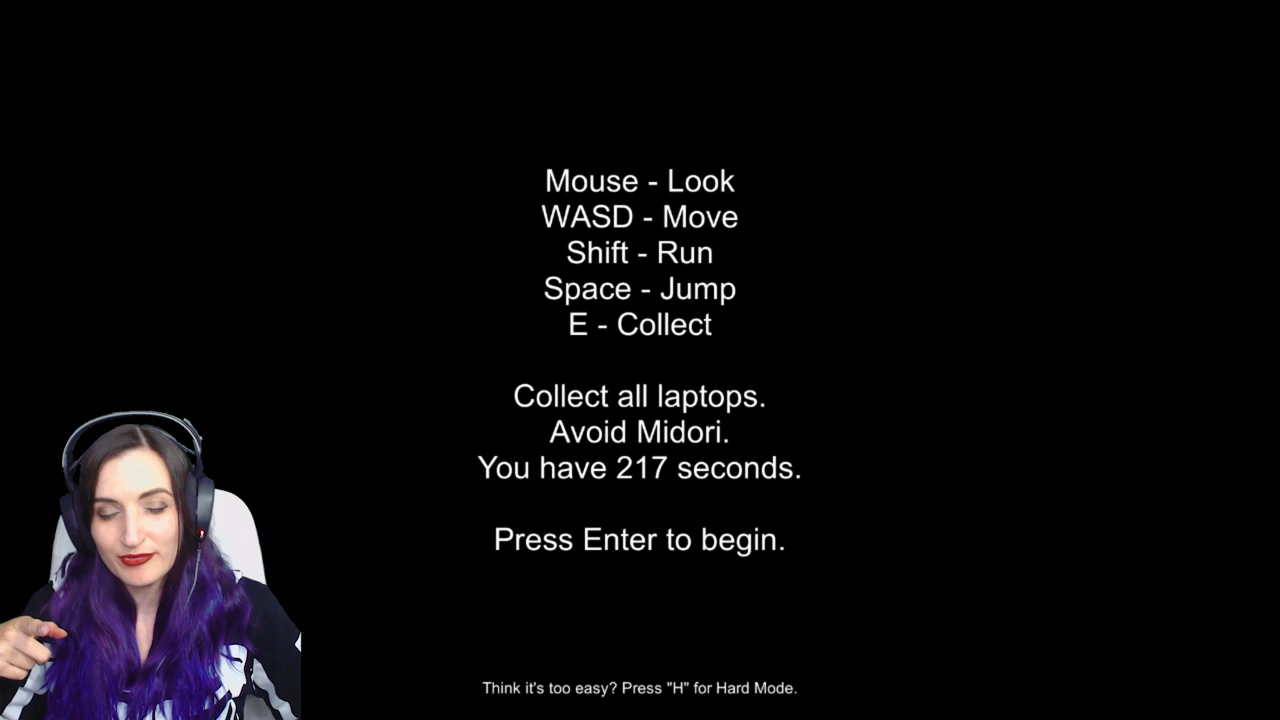 Mouse - Look
WASD - Move
Shift - Run
Space - Jump
E - Collect
Collect all laptops.
Avoid Midori.
You have 217 seconds.
Press Enter to begin.
Think it's too easy? Press "H" for Hard Mode.